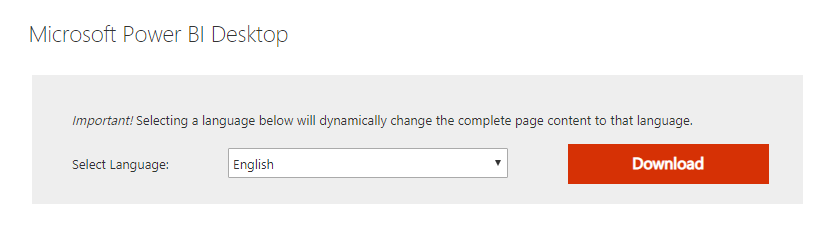 Microsoft Power BI Desktop
Important! Selecting a language below will dynamically change the complete page content to that language.
Select Language: English Download